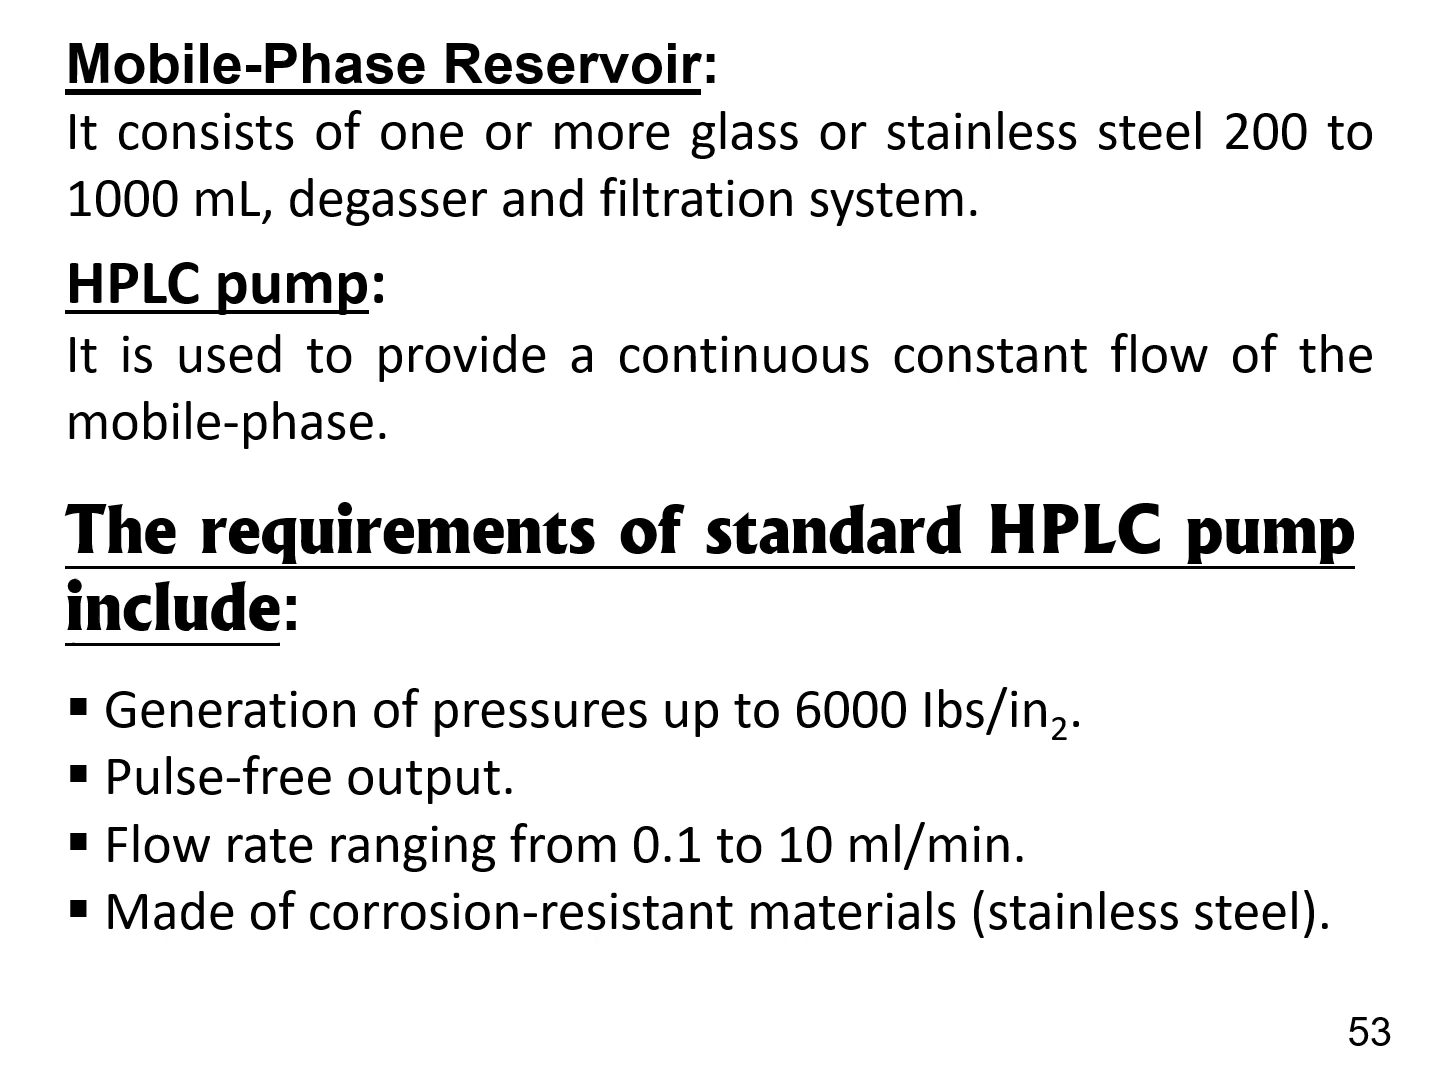 Mobile-Phase Reservoir:
It consists of one or more glass or stainless steel 200 to
1000 mL, degasser and filtration system.
HPLC pump:
It is used to provide a continuous constant flow of the
mobile-phase.
The requirements of standard HPLC pump
include:
▪ Generation of pressures up to 6000 Ibs/in₂.
▪ Pulse-free output.
▪ Flow rate ranging from 0.1 to 10 ml/min.
▪ Made of corrosion-resistant materials (stainless steel).
53